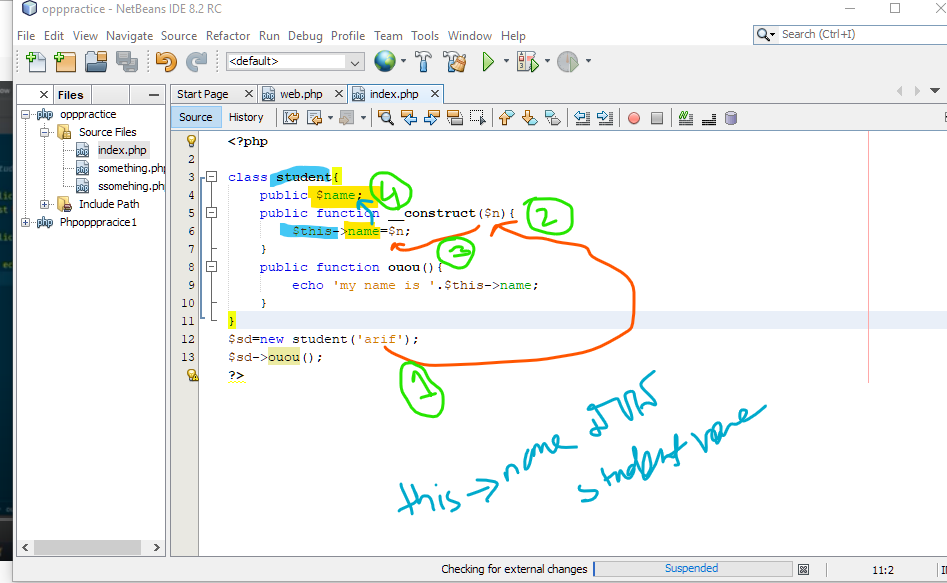 opppractice - NetBeans IDE 8.2 RC
File Edit View Navigate Source Refactor Run Debug Profile Team Tools Window Help
Search (Ctrl+I)
<default>
Files
Start Page
web.php
index.php
Source History
opppractice
Source Files
index.php
something.php
ssomehing.ph
Include Path
Phpopppracice1
<?php
2
3 class student{
4 public $name;
5 public function __construct($n){
6 $this->name=$n;
7 }
8 public function ouou(){
9 echo 'my name is '.$this->name;
10 }
11 }
12 $sd=new student('arif');
13 $sd->ouou();
?>
4
2
3
1
this→name মানে
student name
Checking for external changes
Suspended
11:2